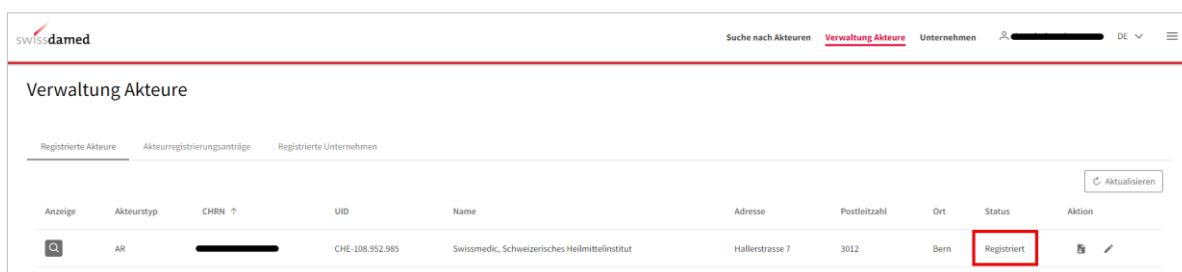 swissdamed Suche nach Akteuren Verwaltung Akteure Unternehmen DE
Verwaltung Akteure
Registrierte Akteure Akteurregistrierungsanträge Registrierte Unternehmen
Aktualisieren
Anzeige Akteurstyp CHRN ↑ UID Name Adresse Postleitzahl Ort Status Aktion
AR CHE-108.952.985 Swissmedic, Schweizerisches Heilmittelinstitut Hallerstrasse 7 3012 Bern Registriert